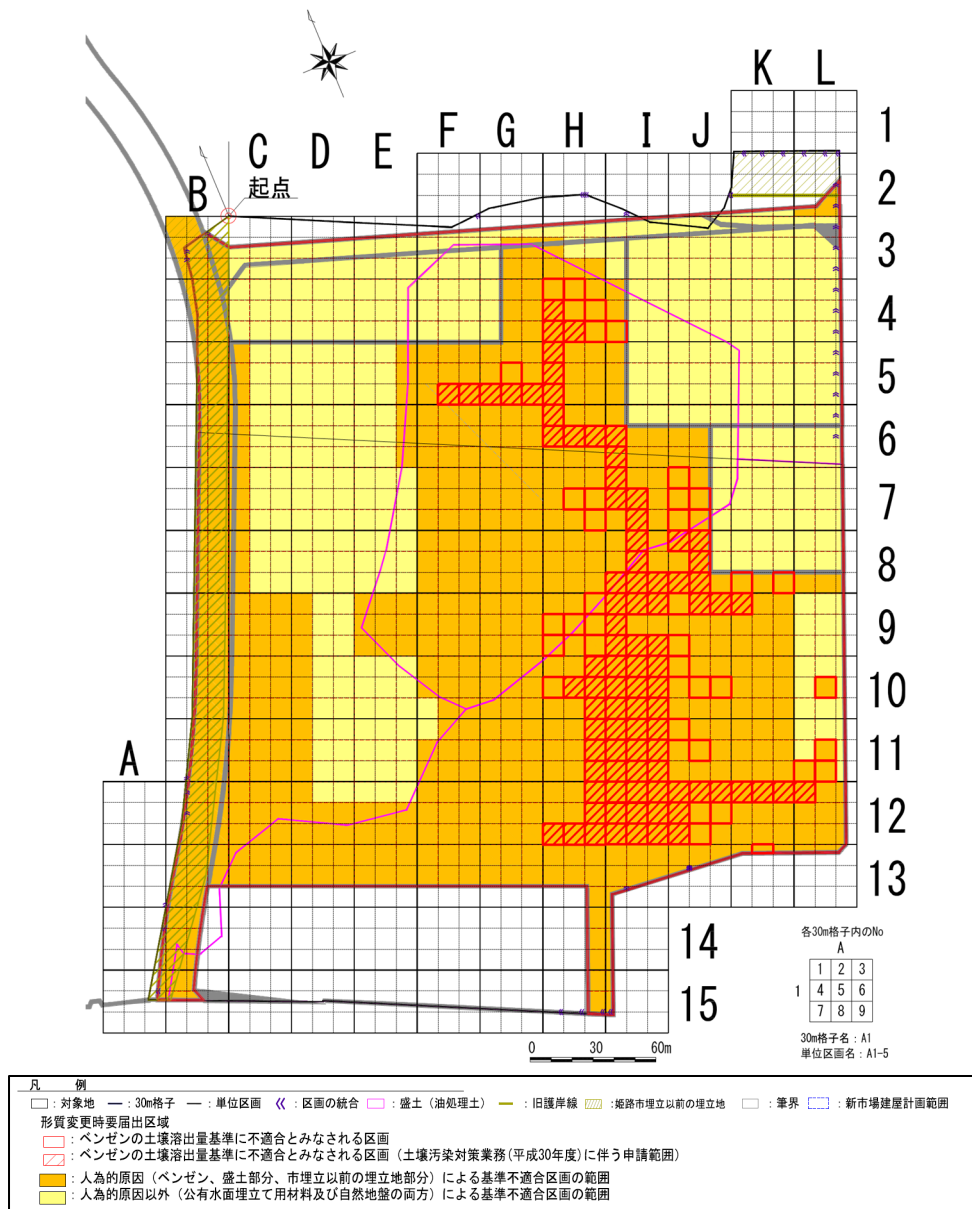 K L
F G H I J
C D E
B
起点
A
1
2
3
4
5
6
7
8
9
10
11
12
13
14
15
各30m格子内のNo
A
1 2 3
1 4 5 6
7 8 9
30m格子名：A1
単位区画名：A1-5
0 30 60m
凡 例
：対象地 ：30m格子 ：単位区画 ：区画の統合 ：盛土（油処理土） ：旧護岸線 ：姫路市埋立以前の埋立地 ：筆界 ：新市場建屋計画範囲
形質変更時要届出区域
：ベンゼンの土壌溶出量基準に不適合とみなされる区画
：ベンゼンの土壌溶出量基準に不適合とみなされる区画（土壌汚染対策業務(平成30年度)に伴う申請範囲）
：人為的原因（ベンゼン、盛土部分、市埋立以前の埋立地部分）による基準不適合区画の範囲
：人為的原因以外（公有水面埋立て用材料及び自然地盤の両方）による基準不適合区画の範囲